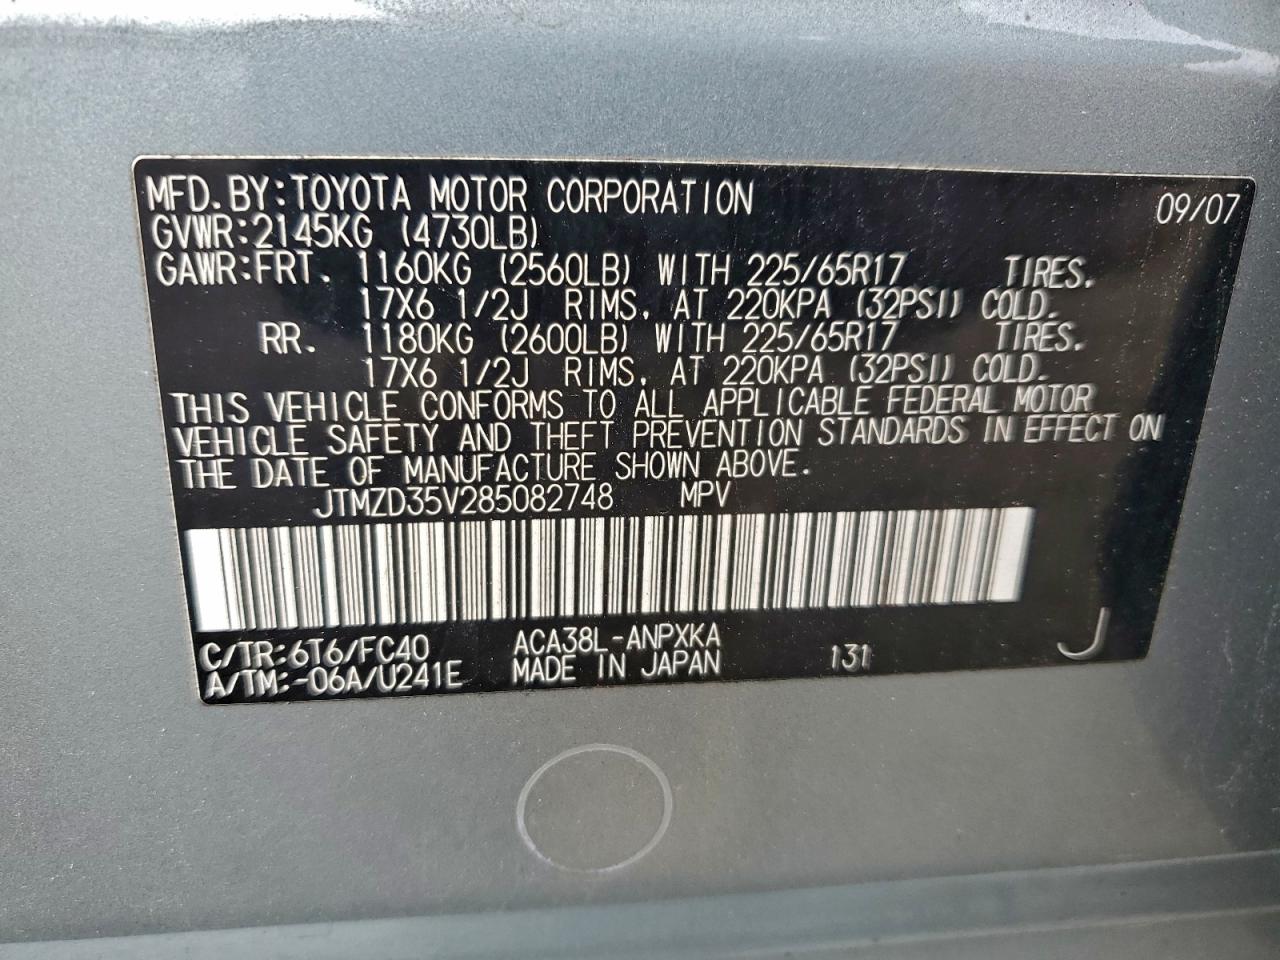 MFD. BY: TOYOTA MOTOR CORPORATION 09/07
GVWR: 2145KG (4730LB)
GAWR: FRT. 1160KG (2560LB) WITH 225/65R17 TIRES.
17X6 1/2J RIMS, AT 220KPA (32PSI) COLD.
RR. 1180KG (2600LB) WITH 225/65R17 TIRES.
17X6 1/2J RIMS, AT 220KPA (32PSI) COLD.
THIS VEHICLE CONFORMS TO ALL APPLICABLE FEDERAL MOTOR
VEHICLE SAFETY AND THEFT PREVENTION STANDARDS IN EFFECT ON
THE DATE OF MANUFACTURE SHOWN ABOVE.
JTMZD35V285082748 MPV
C/TR: 6T6/FC40 ACA38L-ANPXKA
A/TM: -06A/U241E MADE IN JAPAN 131 J